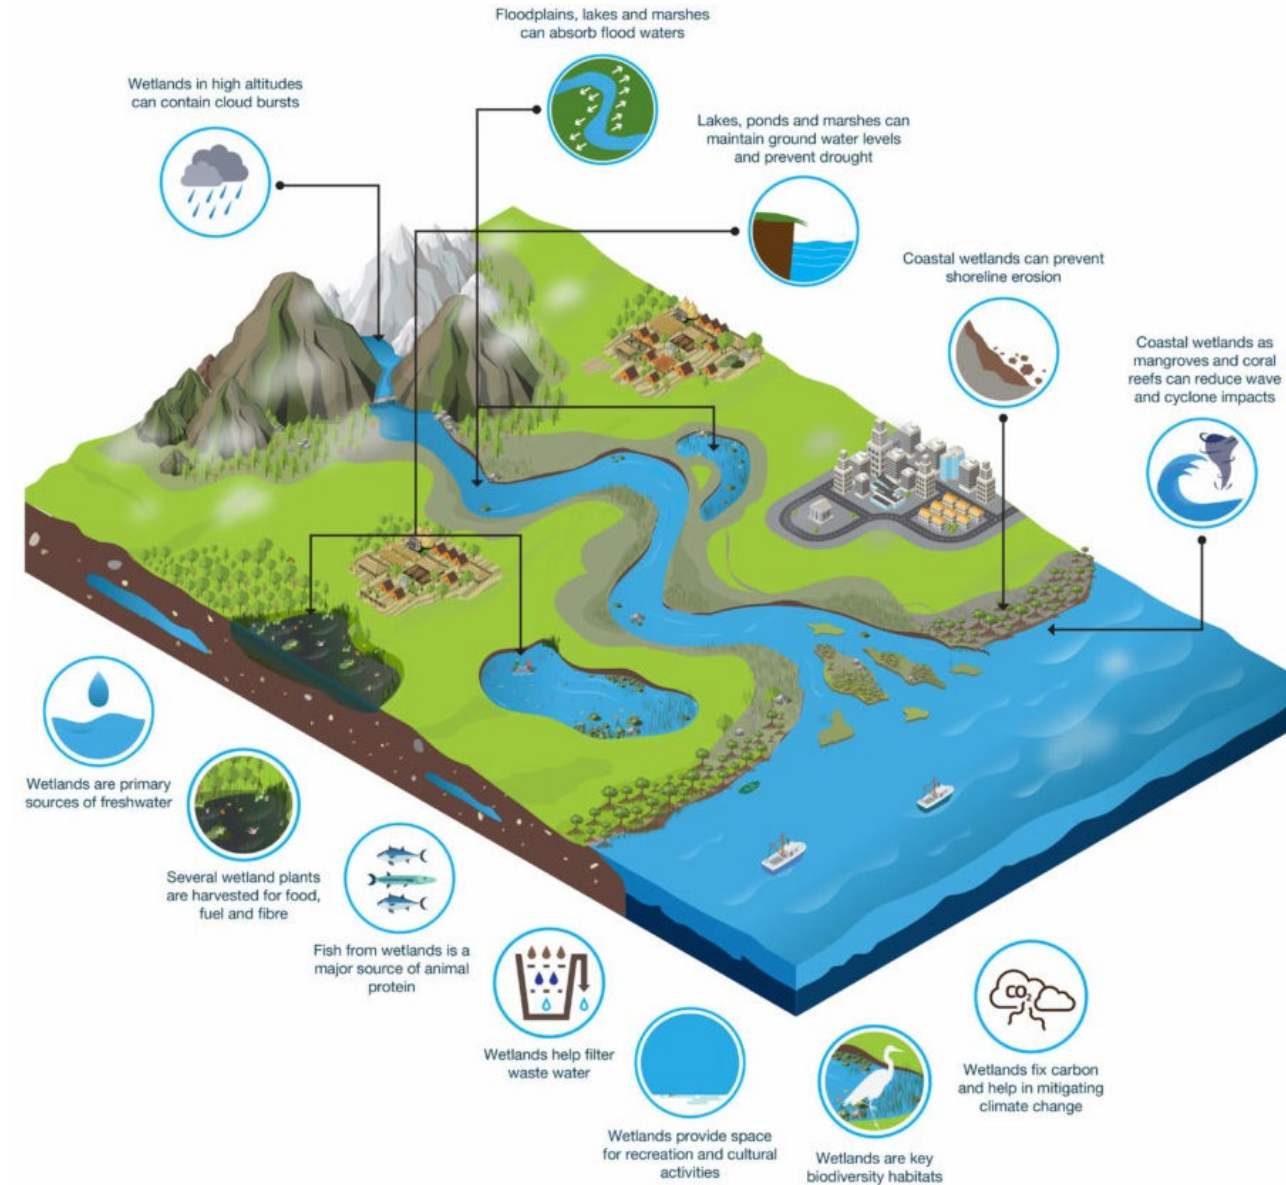 Floodplains, lakes and marshes
can absorb flood waters
Wetlands in high altitudes
can contain cloud bursts
Lakes, ponds and marshes can
maintain ground water levels
and prevent drought
Coastal wetlands can prevent
shoreline erosion
Coastal wetlands as
mangroves and coral
reefs can reduce wave
and cyclone impacts
Wetlands are primary
sources of freshwater
Several wetland plants
are harvested for food,
fuel and fibre
Fish from wetlands is a
major source of animal
protein
Wetlands help filter
waste water
Wetlands provide space
for recreation and cultural
activities
Wetlands are key
biodiversity habitats
CO2
Wetlands fix carbon
and help in mitigating
climate change